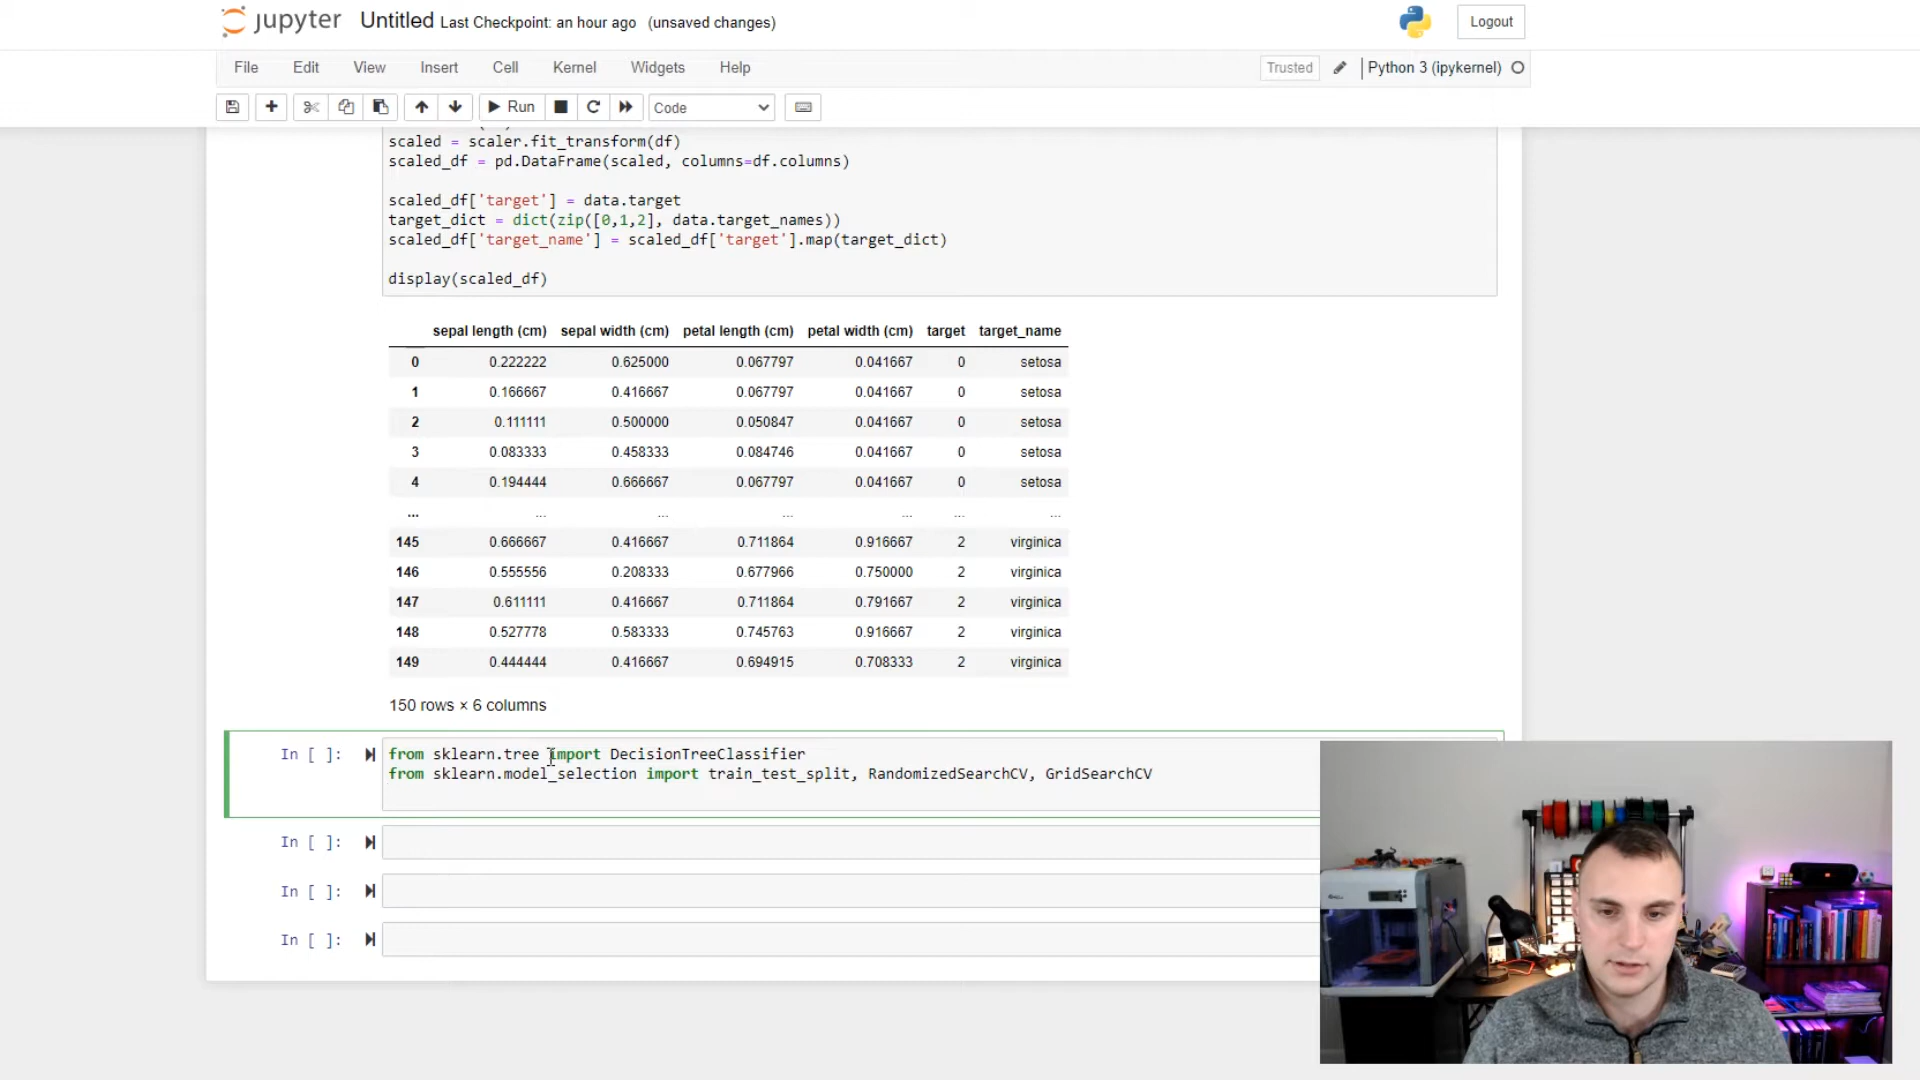 jupyter Untitled Last Checkpoint: an hour ago (unsaved changes) Logout
File Edit View Insert Cell Kernel Widgets Help Trusted Python 3 (ipykernel)
Run Code
scaled = scaler.fit_transform(df)
scaled_df = pd.DataFrame(scaled, columns=df.columns)
scaled_df['target'] = data.target
target_dict = dict(zip([0,1,2], data.target_names))
scaled_df['target_name'] = scaled_df['target'].map(target_dict)
display(scaled_df)
sepal length (cm) sepal width (cm) petal length (cm) petal width (cm) target target_name
0 0.222222 0.625000 0.067797 0.041667 0 setosa
1 0.166667 0.416667 0.067797 0.041667 0 setosa
2 0.111111 0.500000 0.050847 0.041667 0 setosa
3 0.083333 0.458333 0.084746 0.041667 0 setosa
4 0.194444 0.666667 0.067797 0.041667 0 setosa
... ... ... ... ... ... ...
145 0.666667 0.416667 0.711864 0.916667 2 virginica
146 0.555556 0.208333 0.677966 0.750000 2 virginica
147 0.611111 0.416667 0.711864 0.791667 2 virginica
148 0.527778 0.583333 0.745763 0.916667 2 virginica
149 0.444444 0.416667 0.694915 0.708333 2 virginica
150 rows × 6 columns
In [ ]: from sklearn.tree import DecisionTreeClassifier
from sklearn.model_selection import train_test_split, RandomizedSearchCV, GridSearchCV
In [ ]:
In [ ]:
In [ ]: